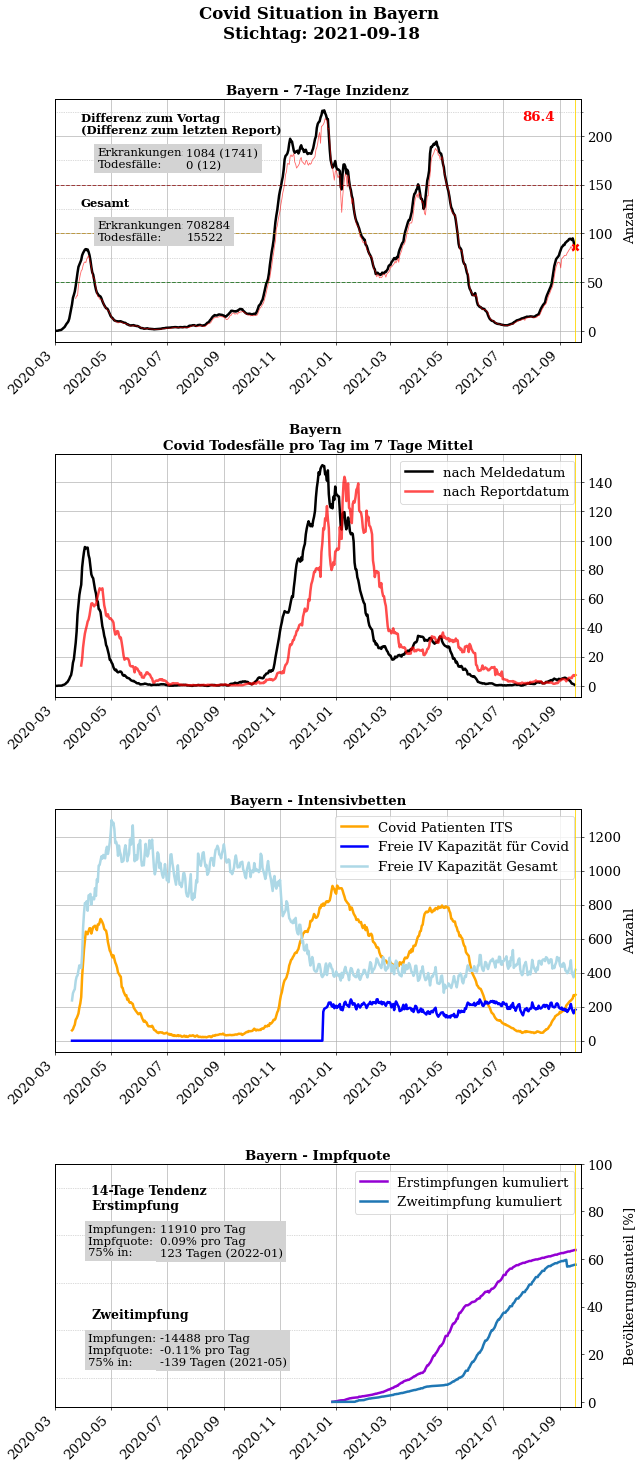 Covid Situation in Bayern
Stichtag: 2021-09-18
Bayern - 7-Tage Inzidenz
Differenz zum Vortag
(Differenz zum letzten Report)
Erkrankungen 1084 (1741)
Todesfälle: 0 (12)
Gesamt
Erkrankungen 708284
Todesfälle: 15522
86.4
200
150
100
50
0
Anzahl
2020-03
2020-05
2020-07
2020-09
2020-11
2021-01
2021-03
2021-05
2021-07
2021-09
Bayern
Covid Todesfälle pro Tag im 7 Tage Mittel
nach Meldedatum
nach Reportdatum
140
120
100
80
60
40
20
0
2020-03
2020-05
2020-07
2020-09
2020-11
2021-01
2021-03
2021-05
2021-07
2021-09
Bayern - Intensivbetten
Covid Patienten ITS
Freie IV Kapazität für Covid
Freie IV Kapazität Gesamt
1200
1000
800
600
400
200
0
Anzahl
2020-03
2020-05
2020-07
2020-09
2020-11
2021-01
2021-03
2021-05
2021-07
2021-09
Bayern - Impfquote
14-Tage Tendenz
Erstimpfung
Impfungen: 11910 pro Tag
Impfquote: 0.09% pro Tag
75% in: 123 Tagen (2022-01)
Zweitimpfung
Impfungen: -14488 pro Tag
Impfquote: -0.11% pro Tag
75% in: -139 Tagen (2021-05)
Erstimpfungen kumuliert
Zweitimpfung kumuliert
100
80
60
40
20
0
Bevölkerungsanteil [%]
2020-03
2020-05
2020-07
2020-09
2020-11
2021-01
2021-03
2021-05
2021-07
2021-09